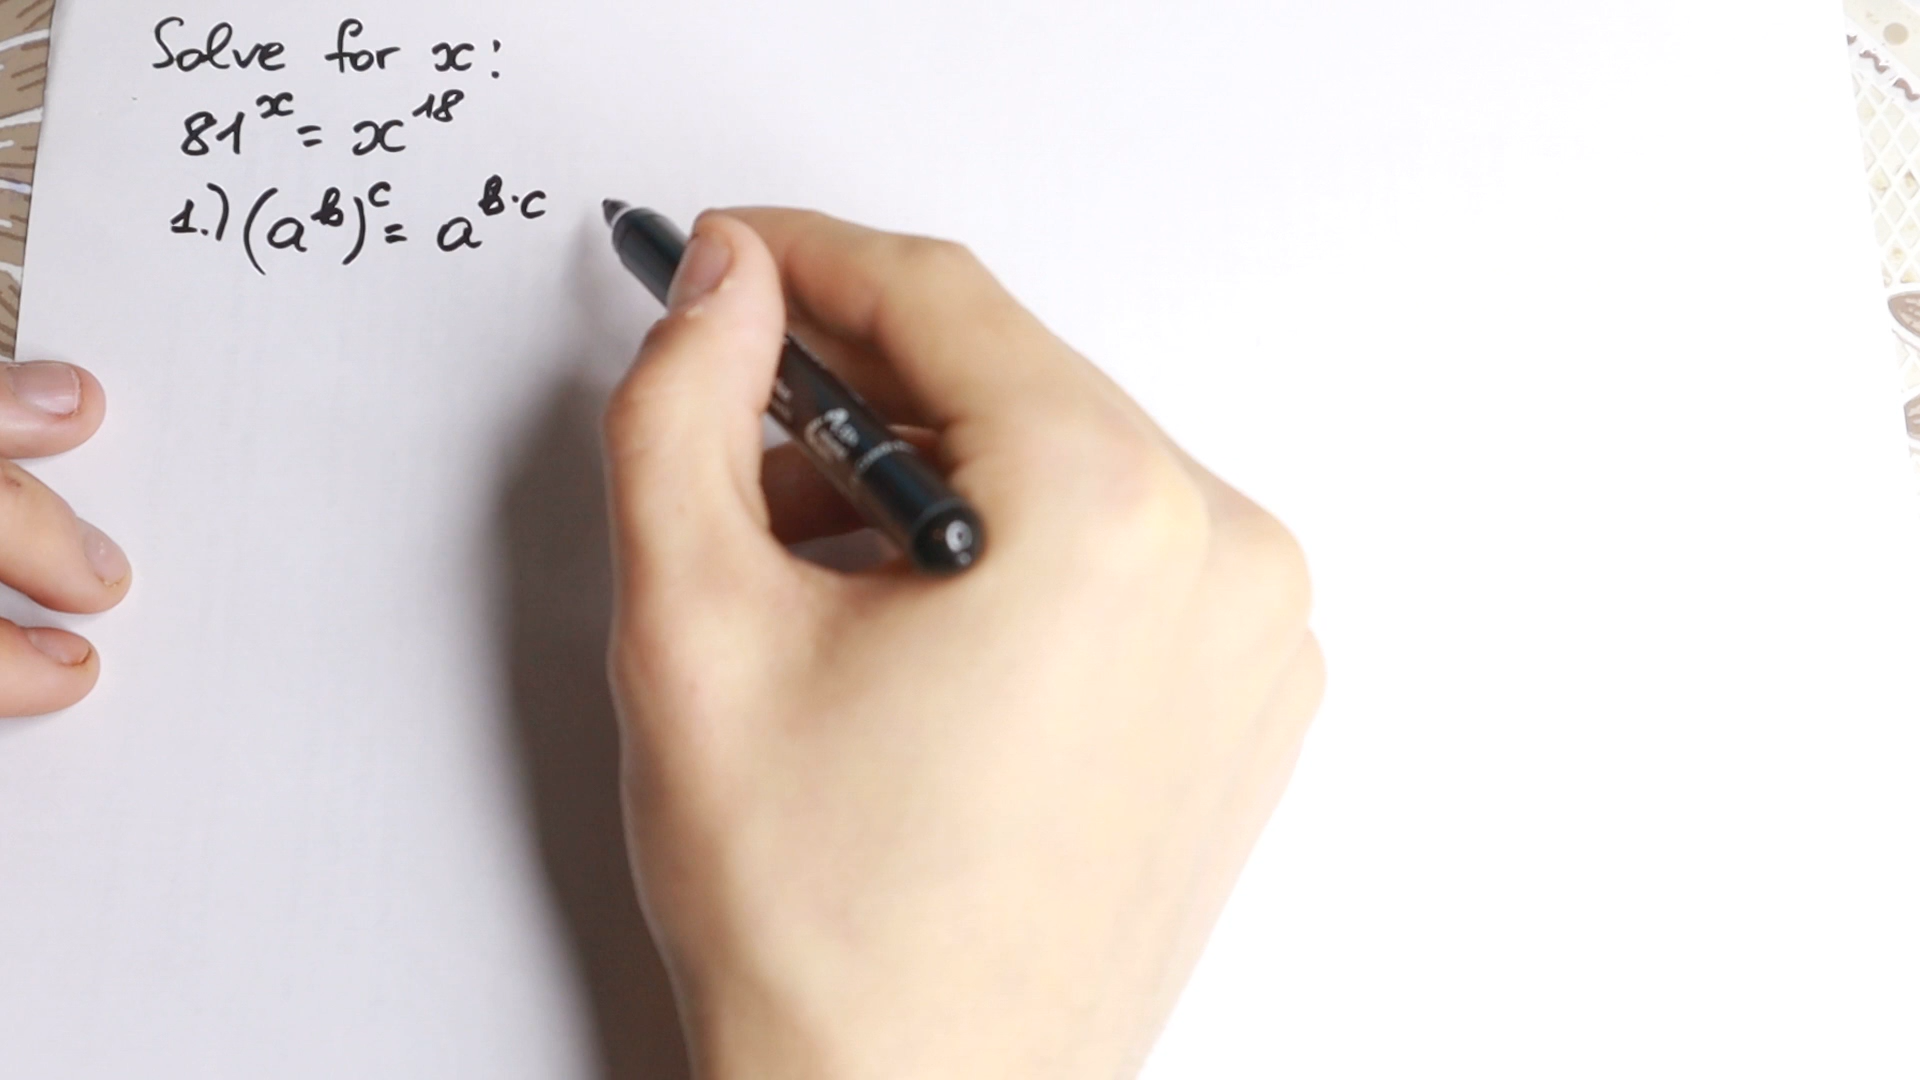 Solve for x:
81^x = x^18
1.) (a^b)^c = a^b·c